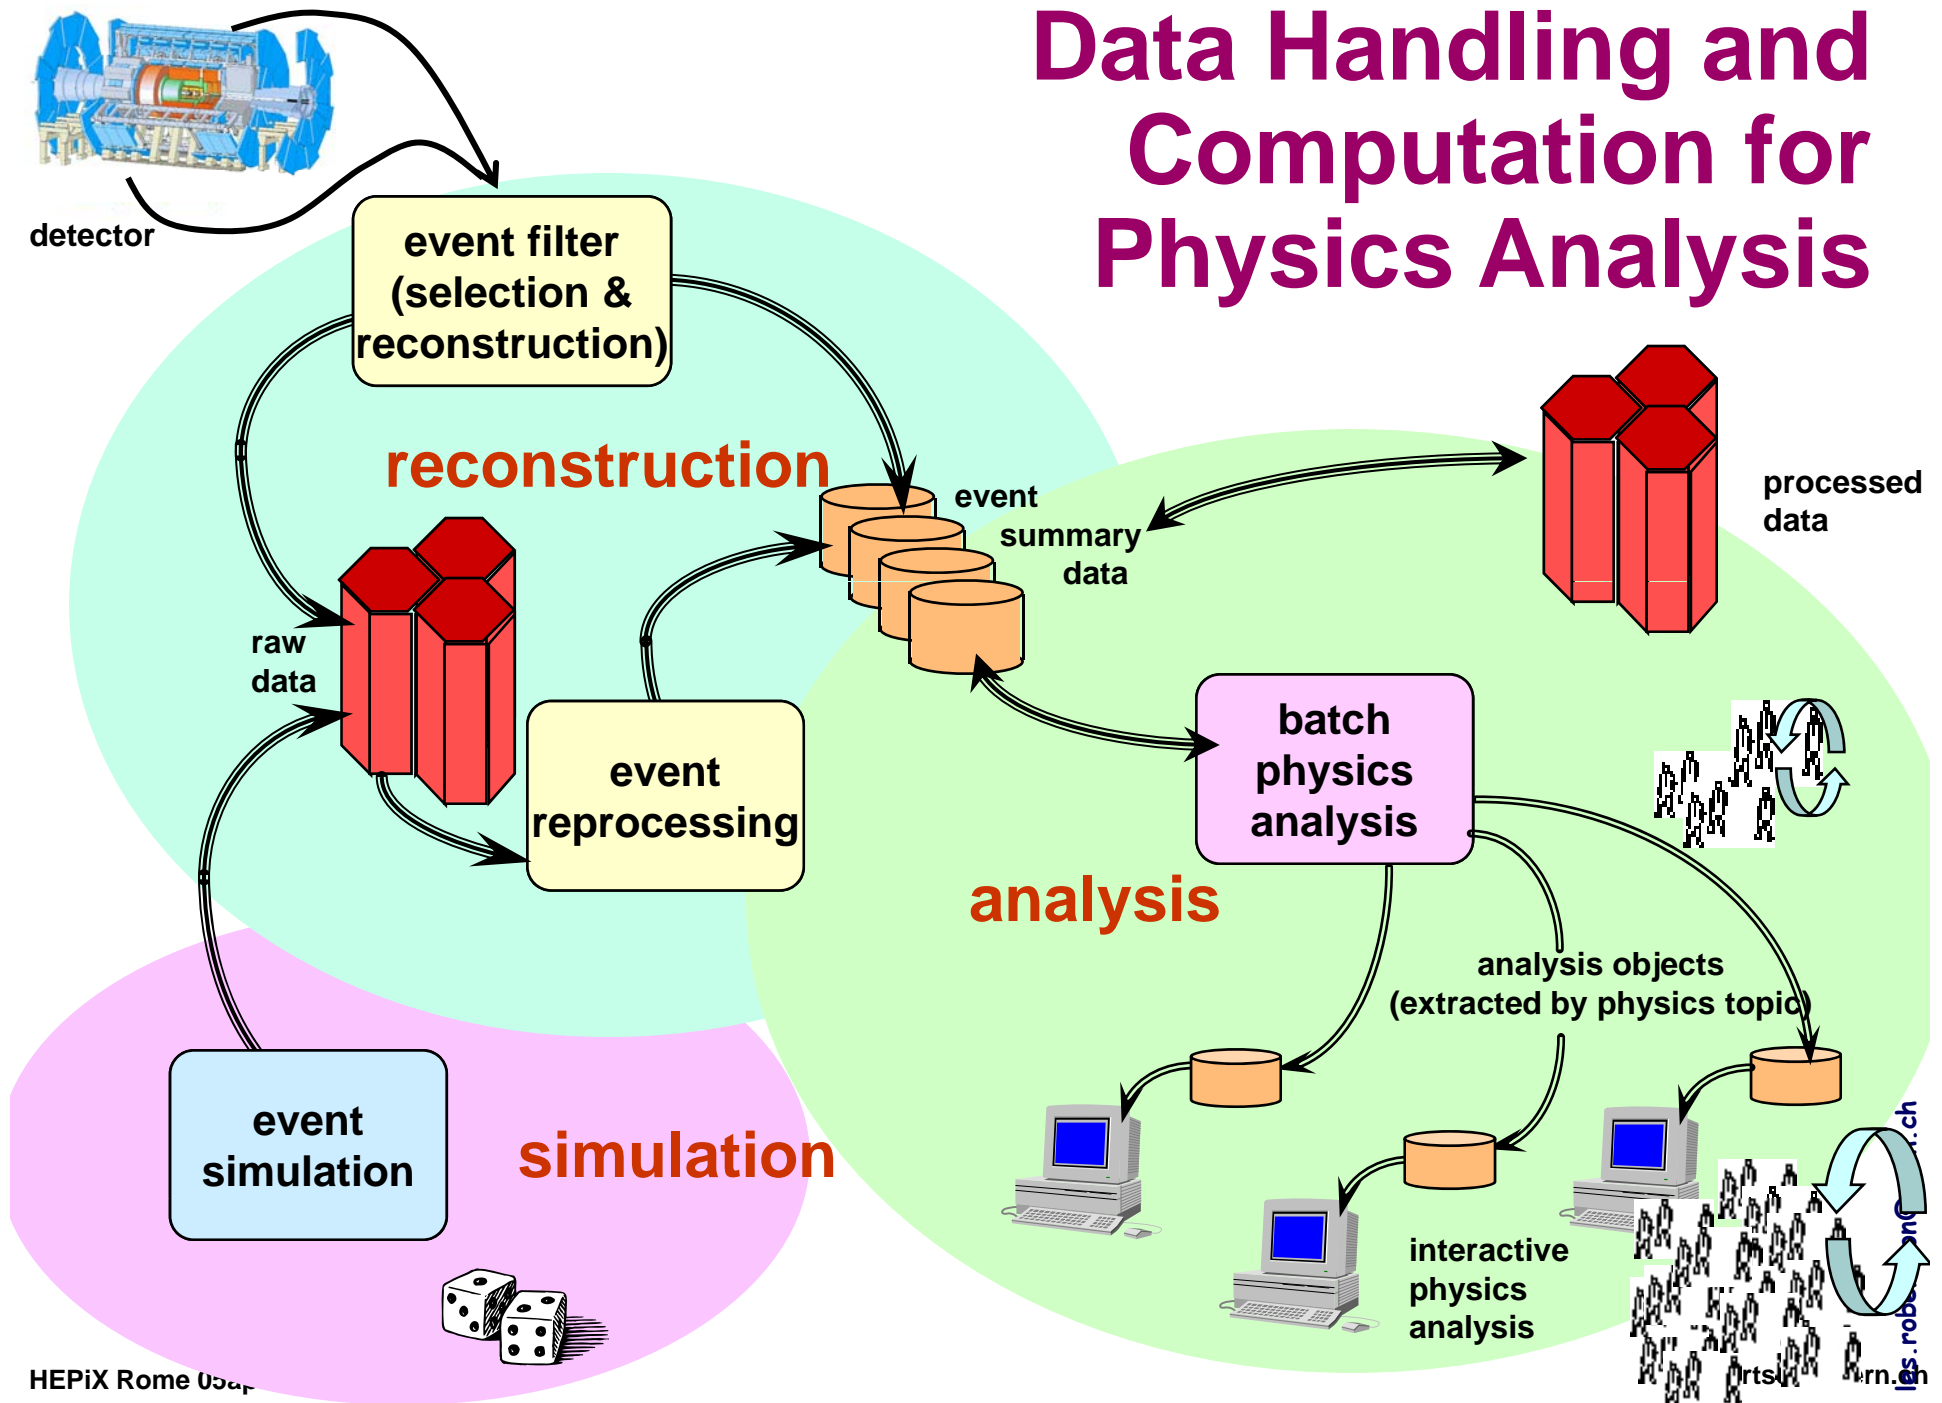 Data Handling and
Computation for
Physics Analysis
detector
event filter
(selection &
reconstruction)
reconstruction
event
summary
data
processed
data
raw
data
event
reprocessing
batch
physics
analysis
analysis
analysis objects
(extracted by physics topic)
event
simulation
simulation
interactive
physics
analysis
HEPiX Rome